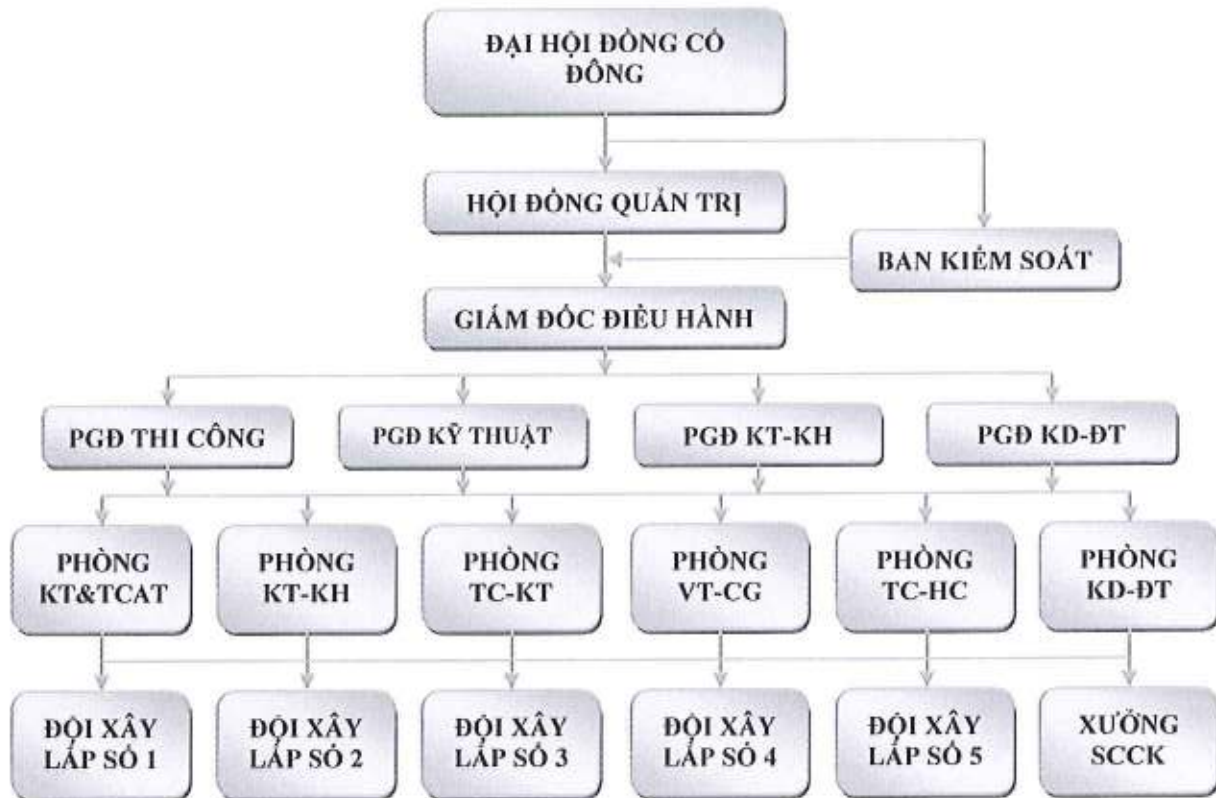 ĐẠI HỘI ĐỒNG CỔ
ĐÔNG
HỘI ĐỒNG QUẢN TRỊ
BAN KIỂM SOÁT
GIÁM ĐỐC ĐIỀU HÀNH
PGĐ THI CÔNG
PGĐ KỸ THUẬT
PGĐ KT-KH
PGĐ KD-ĐT
PHÒNG
KT&TCAT
PHÒNG
KT-KH
PHÒNG
TC-KT
PHÒNG
VT-CG
PHÒNG
TC-HC
PHÒNG
KD-ĐT
ĐỘI XÂY
LẮP SỐ 1
ĐỘI XÂY
LẮP SỐ 2
ĐỘI XÂY
LẮP SỐ 3
ĐỘI XÂY
LẮP SỐ 4
ĐỘI XÂY
LẮP SỐ 5
XƯỞNG
SCCK